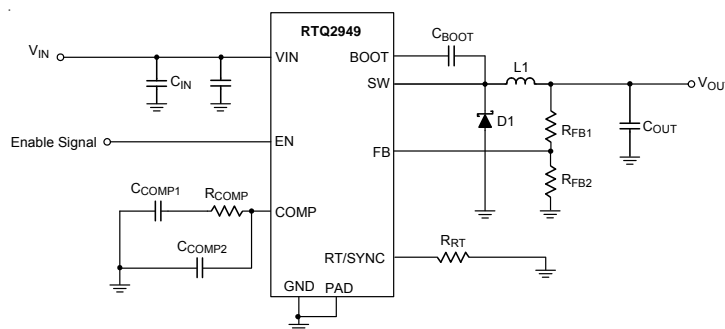 RTQ2949
VIN
VIN
CIN
BOOT
CBOOT
SW
L1
VOU
D1
RFB1
COUT
Enable Signal
EN
FB
RFB2
CCOMP1
RCOMP
COMP
CCOMP2
RT/SYNC
RRT
GND
PAD